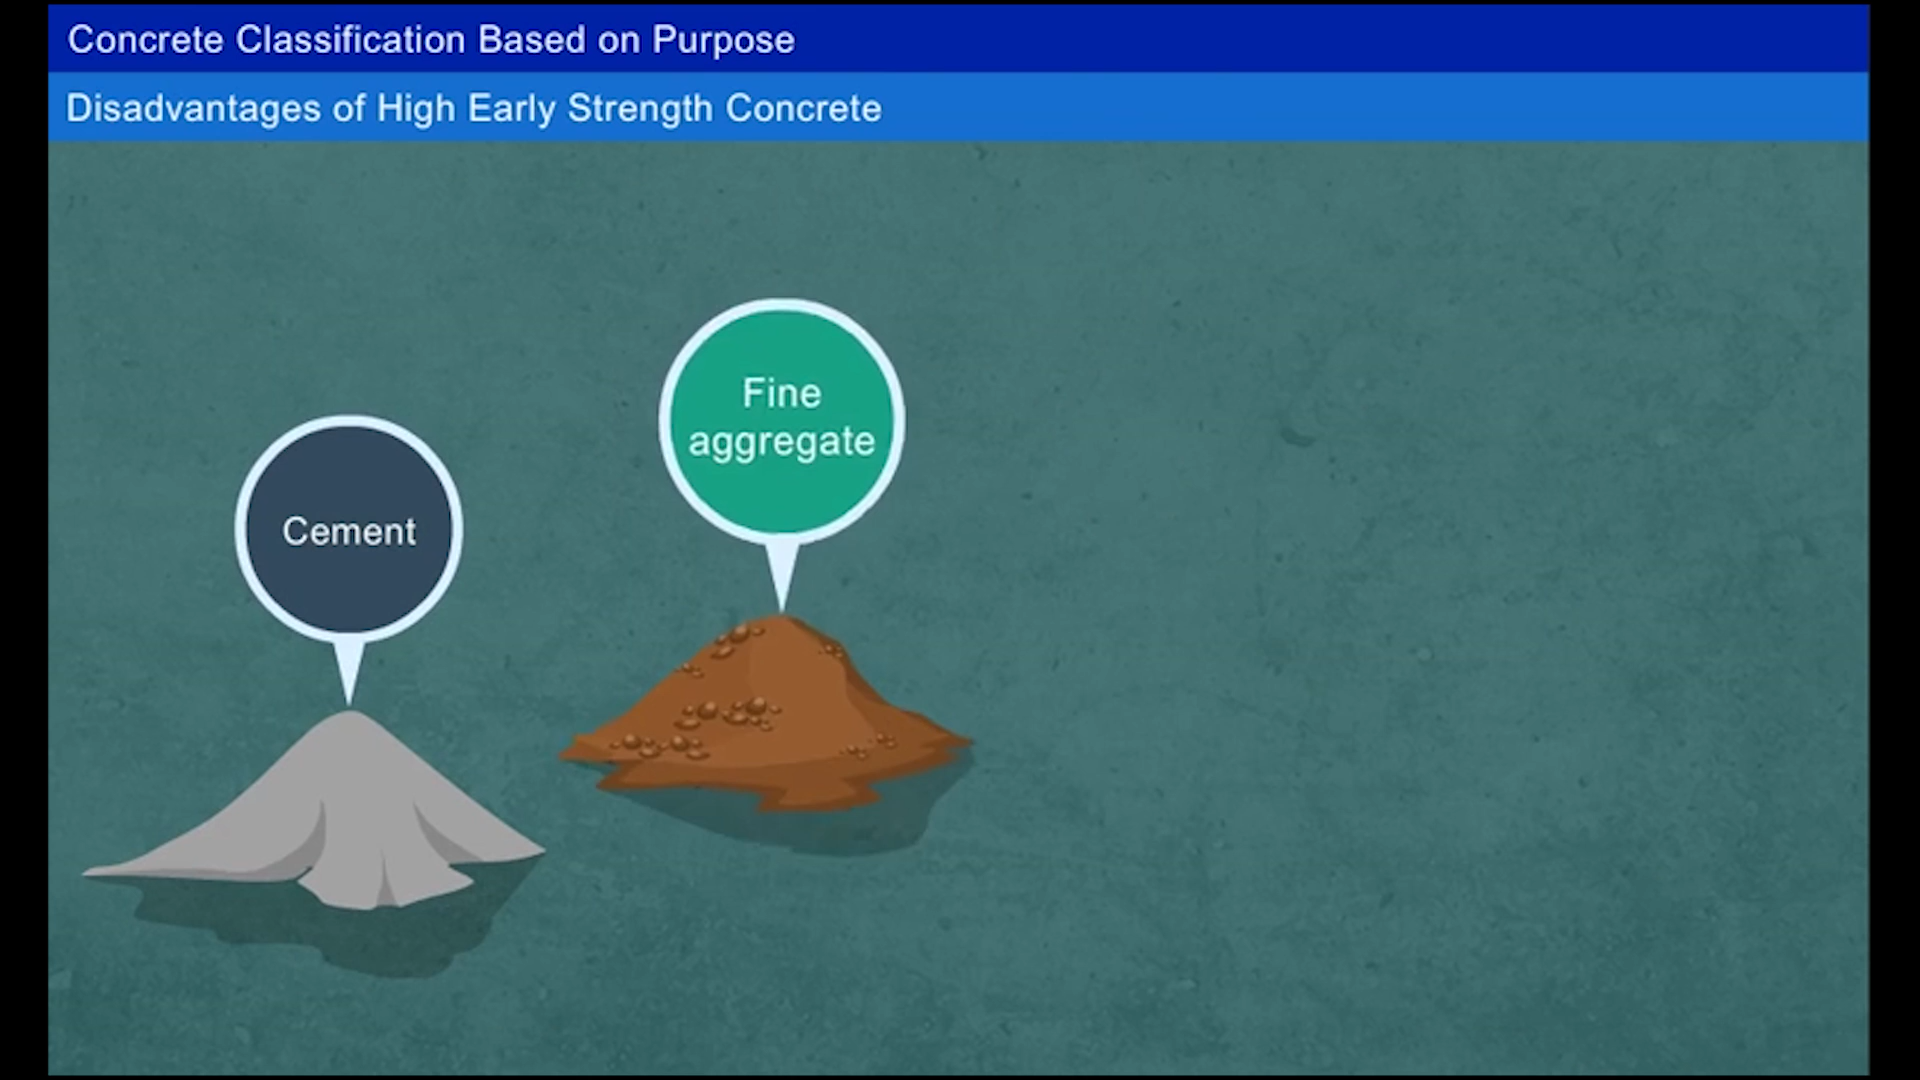 Concrete Classification Based on Purpose
Disadvantages of High Early Strength Concrete
Fine
aggregate
Cement